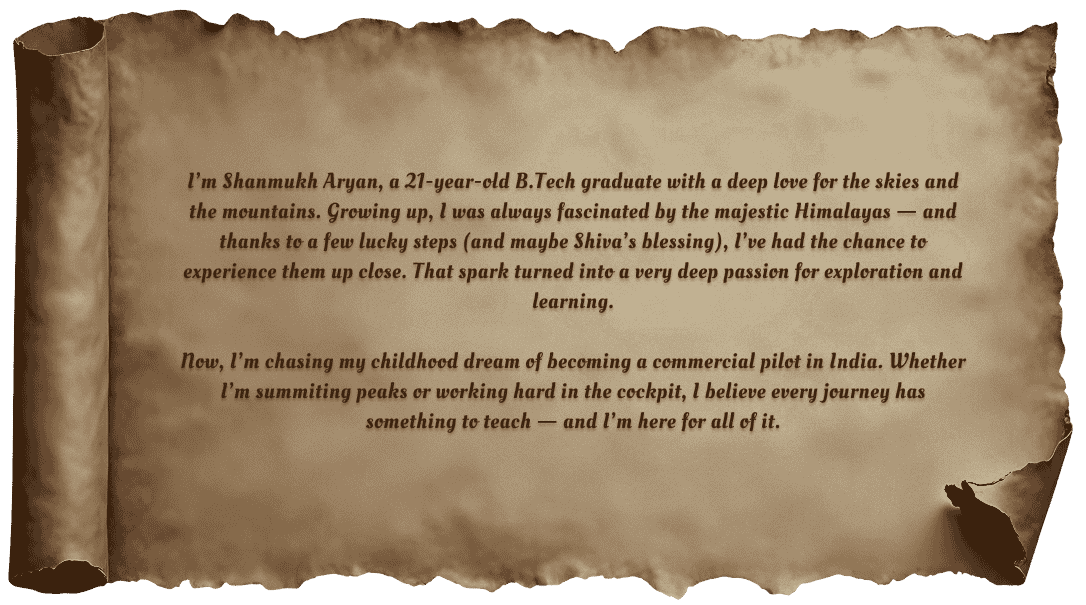 I'm Shanmukh Aryan, a 21-year-old B.Tech graduate with a deep love for the skies and
the mountains. Growing up, I was always fascinated by the majestic Himalayas — and
thanks to a few lucky steps (and maybe Shiva's blessing), I've had the chance to
experience them up close. That spark turned into a very deep passion for exploration and
learning.
Now, I'm chasing my childhood dream of becoming a commercial pilot in India. Whether
I'm summiting peaks or working hard in the cockpit, I believe every journey has
something to teach — and I'm here for all of it.